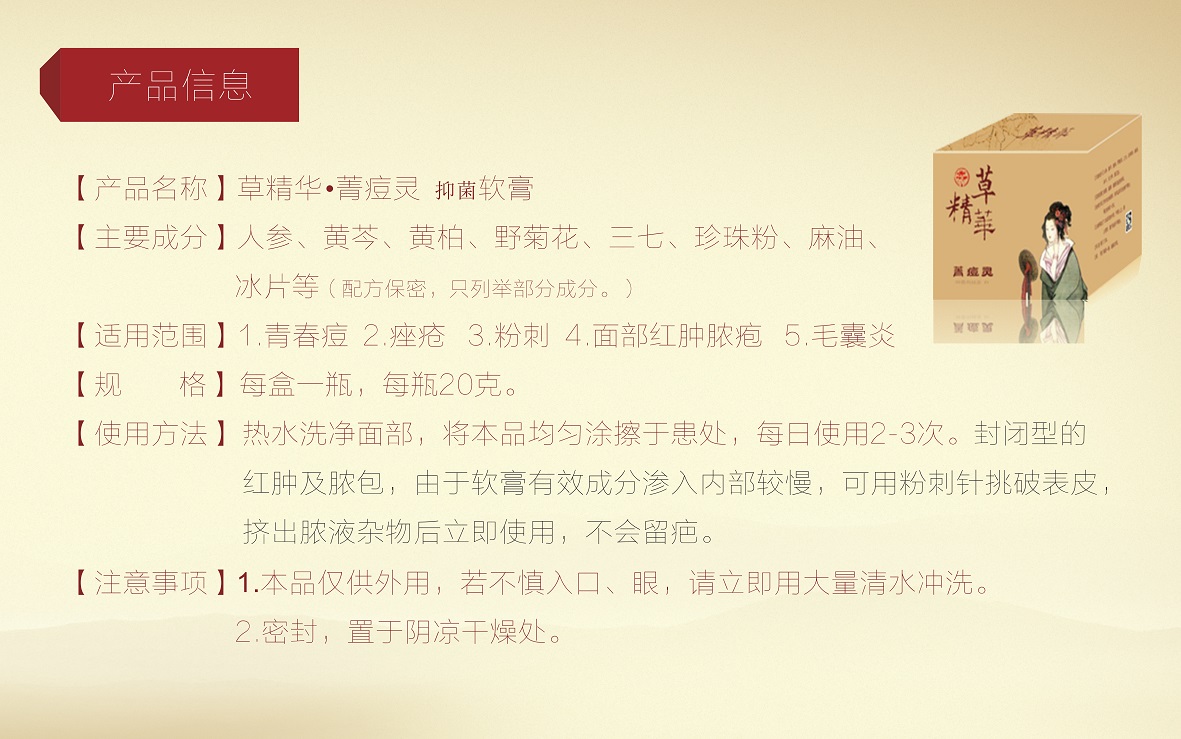 产品信息
【产品名称】草精华•菁痘灵 抑菌软膏
【主要成分】人参、黄芩、黄柏、野菊花、三七、珍珠粉、麻油、
冰片等（配方保密，只列举部分成分。）
【适用范围】1.青春痘 2.痤疮 3.粉刺 4.面部红肿脓疱 5.毛囊炎
【规 格】每盒一瓶，每瓶20克。
【使用方法】热水洗净面部，将本品均匀涂擦于患处，每日使用2-3次。封闭型的
红肿及脓包，由于软膏有效成分渗入内部较慢，可用粉刺针挑破表皮，
挤出脓液杂物后立即使用，不会留疤。
【注意事项】1.本品仅供外用，若不慎入口、眼，请立即用大量清水冲洗。
2.密封，置于阴凉干燥处。
草精华
菁痘灵